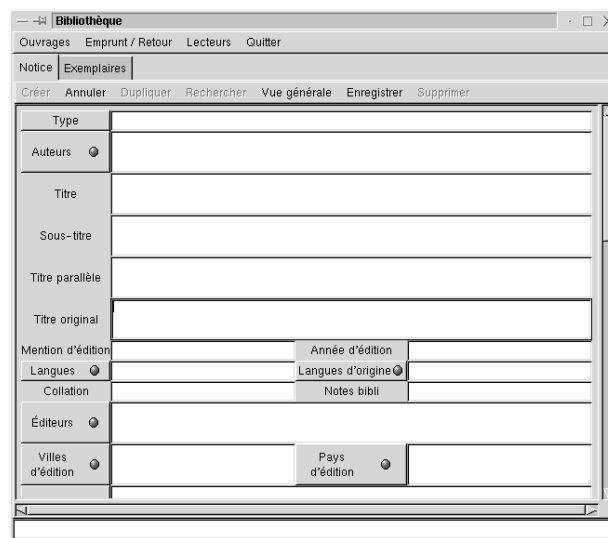 Bibliothèque
Ouvrages Emprunt / Retour Lecteurs Quitter
Notice Exemplaires
Créer Annuler Dupliquer Rechercher Vue générale Enregistrer Supprimer
Type
Auteurs
Titre
Sous-titre
Titre parallèle
Titre original
Mention d'édition Année d'édition
Langues Langues d'origine
Collation Notes bibli
Éditeurs
Villes d'édition Pays d'édition